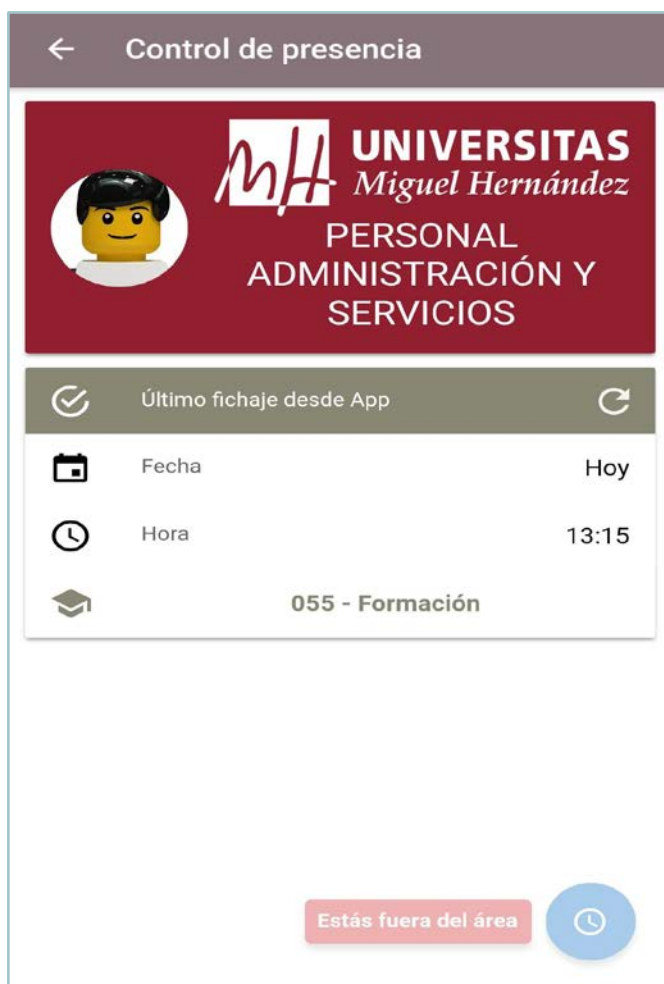 Control de presencia
UNIVERSITAS
Miguel Hernández
PERSONAL
ADMINISTRACIÓN Y
SERVICIOS
Último fichaje desde App
Fecha Hoy
Hora 13:15
055 - Formación
Estás fuera del área